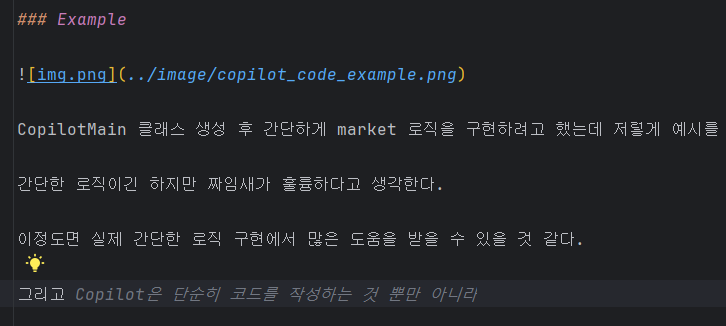 ### Example
![img.png](../image/copilot_code_example.png)
CopilotMain 클래스 생성 후 간단하게 market 로직을 구현하려고 했는데 저렇게 예시를
간단한 로직이긴 하지만 짜임새가 훌륭하다고 생각한다.
이정도면 실제 간단한 로직 구현에서 많은 도움을 받을 수 있을 것 같다.
그리고 Copilot은 단순히 코드를 작성하는 것 뿐만 아니리